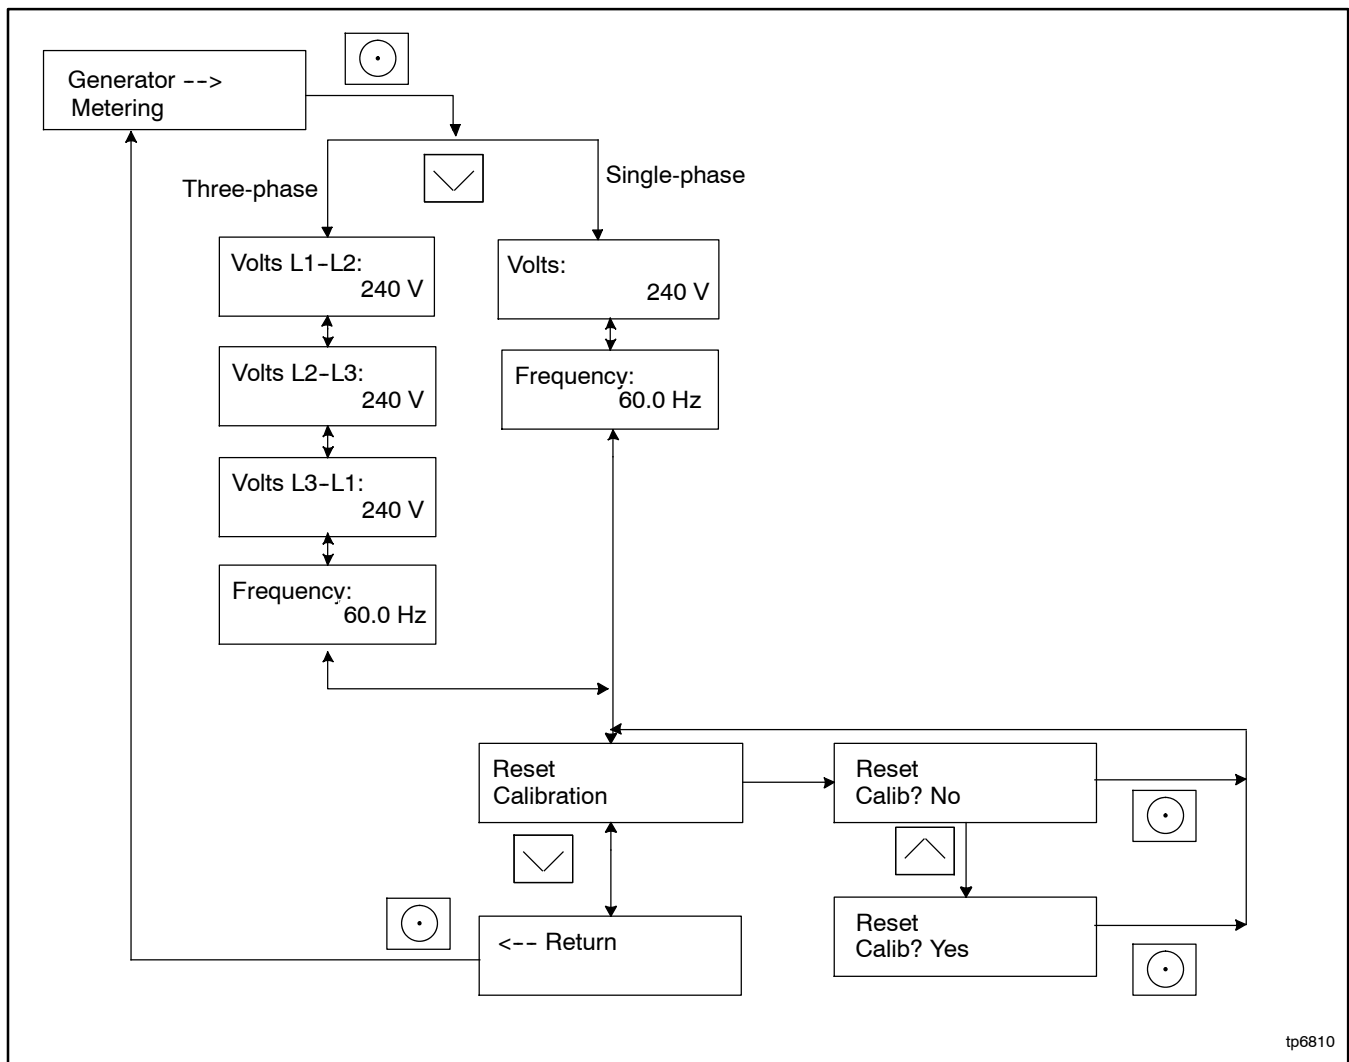 Generator -->
Metering
Three-phase
Single-phase
Volts L1-L2:
240 V
Volts L2-L3:
240 V
Volts L3-L1:
240 V
Frequency:
60.0 Hz
Volts:
240 V
Frequency:
60.0 Hz
Reset
Calibration
Reset
Calib? No
Reset
Calib? Yes
<-- Return
tp6810